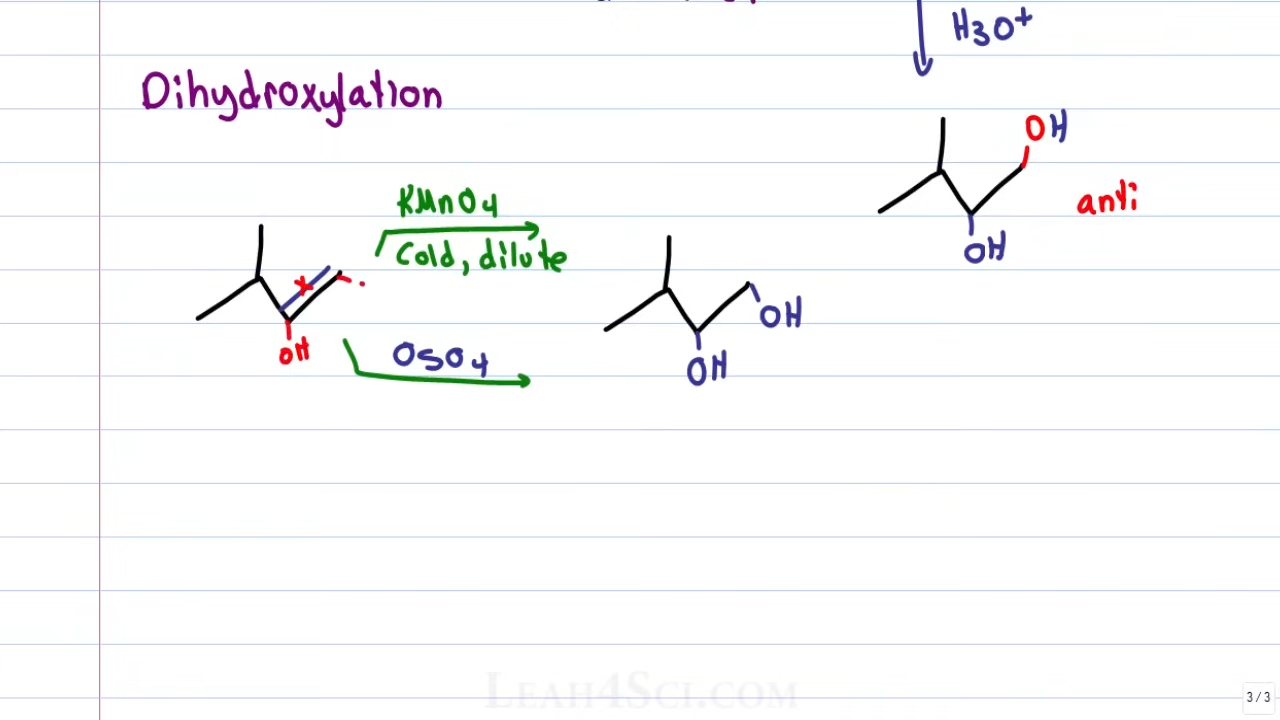 H3O+
Dihydroxylation
OH
anti
OH
KMnO4
Cold, dilute
OH
OH
OsO4
OH
LEAH4SCI.COM
3/3